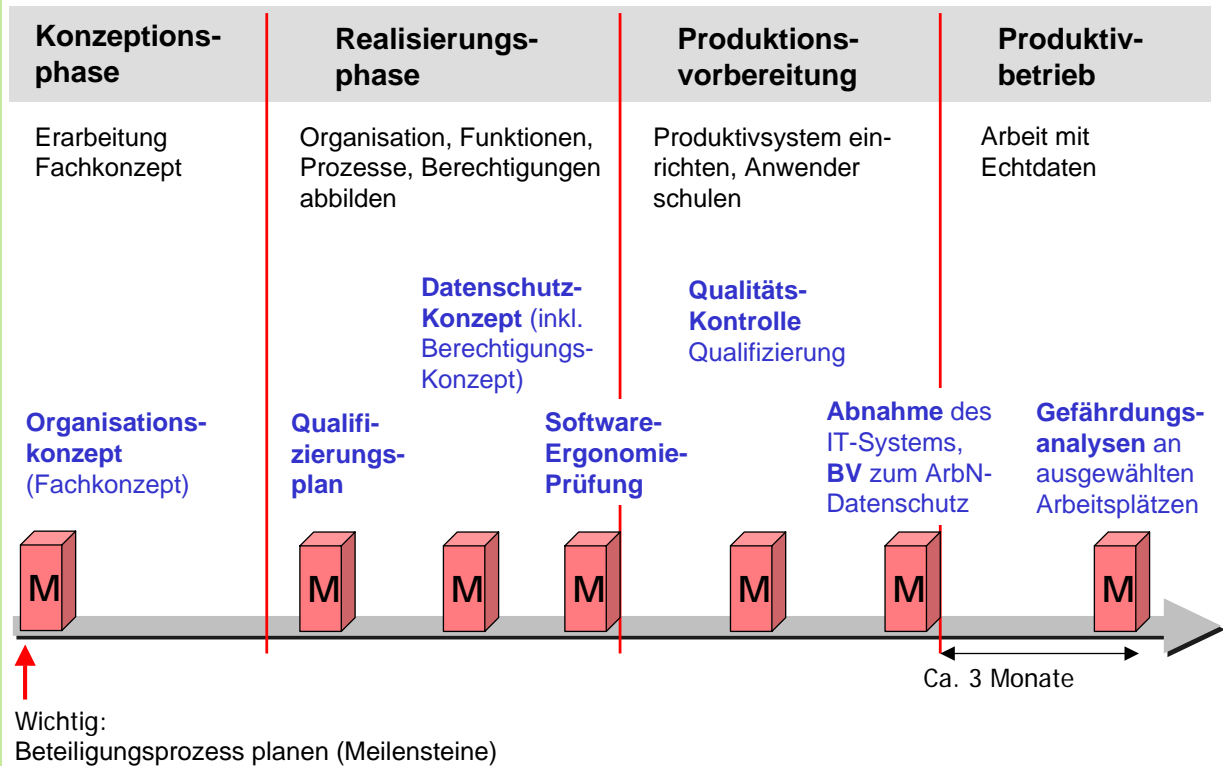 Konzeptions-
phase
Realisierungs-
phase
Produktions-
vorbereitung
Produktiv-
betrieb
Erarbeitung
Fachkonzept
Organisation, Funktionen,
Prozesse, Berechtigungen
abbilden
Produktivsystem ein-
richten, Anwender
schulen
Arbeit mit
Echtdaten
Datenschutz-
Konzept (inkl.
Berechtigungs-
Konzept)
Qualitäts-
Kontrolle
Qualifizierung
Organisations-
konzept
(Fachkonzept)
Qualifi-
zierungs-
plan
Software-
Ergonomie-
Prüfung
Abnahme des
IT-Systems,
BV zum ArbN-
Datenschutz
Gefährdungs-
analysen an
ausgewählten
Arbeitsplätzen
M
M
M
M
M
M
M
Ca. 3 Monate
Wichtig:
Beteiligungsprozess planen (Meilensteine)